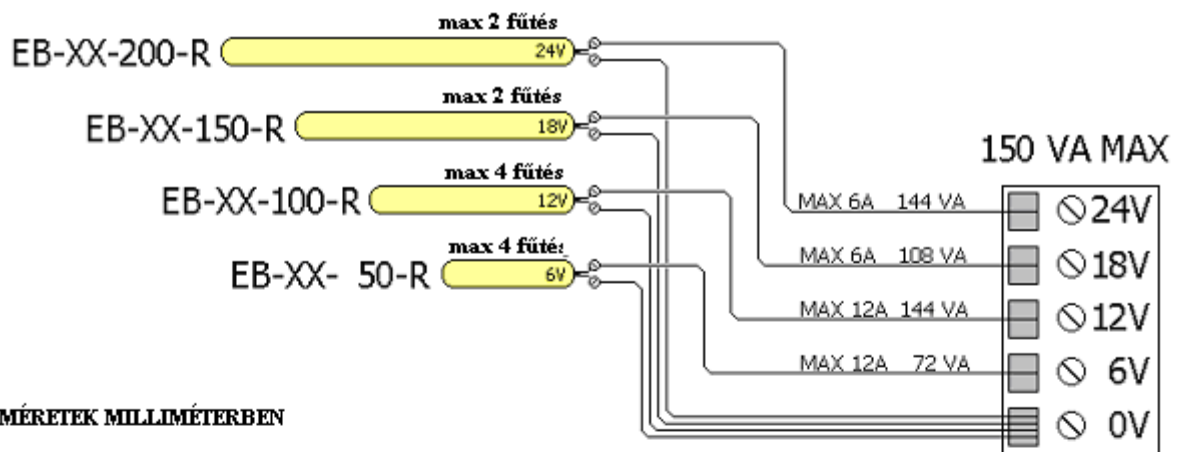 max 2 fűtés
EB-XX-200-R 24V
max 2 fűtés
EB-XX-150-R 18V
150 VA MAX
max 4 fűtés
EB-XX-100-R 12V
MAX 6A 144 VA 24V
max 4 fűtés
EB-XX- 50-R 6V
MAX 6A 108 VA 18V
MAX 12A 144 VA 12V
MAX 12A 72 VA 6V
MÉRETEK MILLIMÉTERBEN
0V